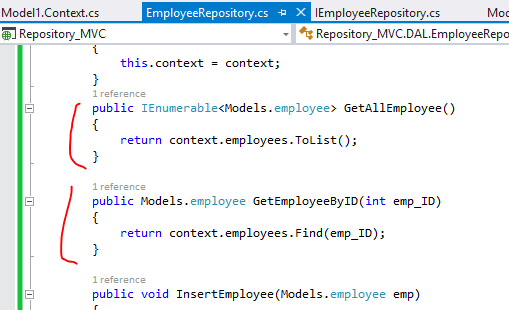 Model1.Context.cs EmployeeRepository.cs IEmployeeRepository.cs
Repository_MVC Repository_MVC.DAL.EmployeeRepo
{
this.context = context;
}
1 reference
public IEnumerable<Models.employee> GetAllEmployee()
{
return context.employees.ToList();
}
1 reference
public Models.employee GetEmployeeByID(int emp_ID)
{
return context.employees.Find(emp_ID);
}
1 reference
public void InsertEmployee(Models.employee emp)
{